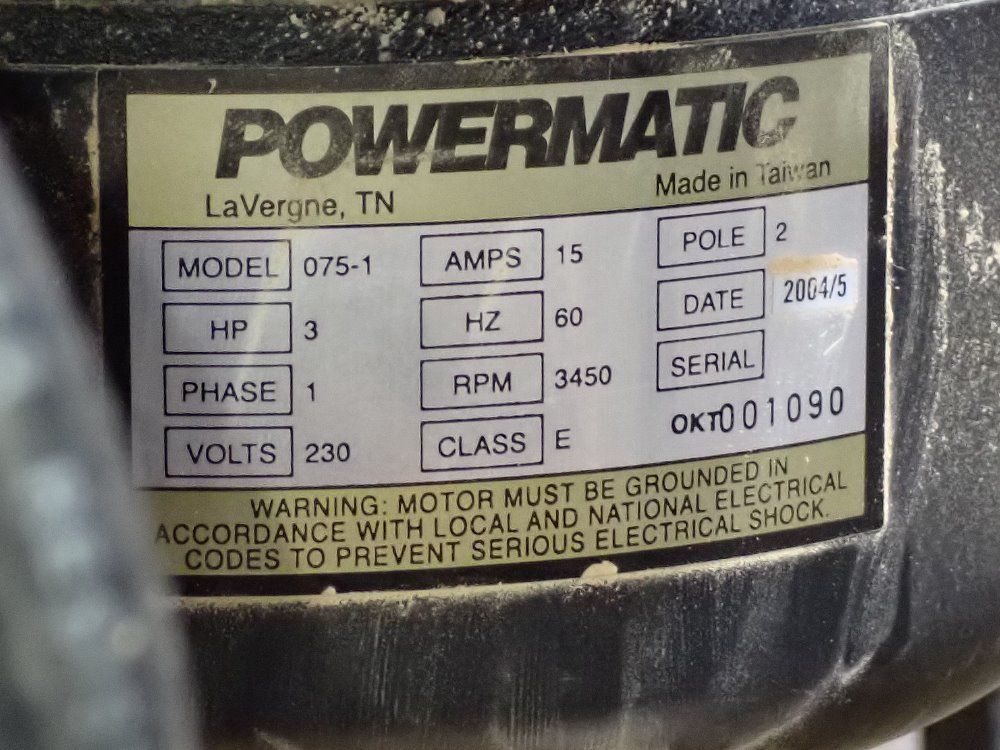 POWERMATIC
LaVergne, TN Made in Taiwan
MODEL 075-1 AMPS 15 POLE 2
HP 3 HZ 60 DATE 2004/5
PHASE 1 RPM 3450 SERIAL
VOLTS 230 CLASS E OKT001090
WARNING: MOTOR MUST BE GROUNDED IN
ACCORDANCE WITH LOCAL AND NATIONAL ELECTRICAL
CODES TO PREVENT SERIOUS ELECTRICAL SHOCK.